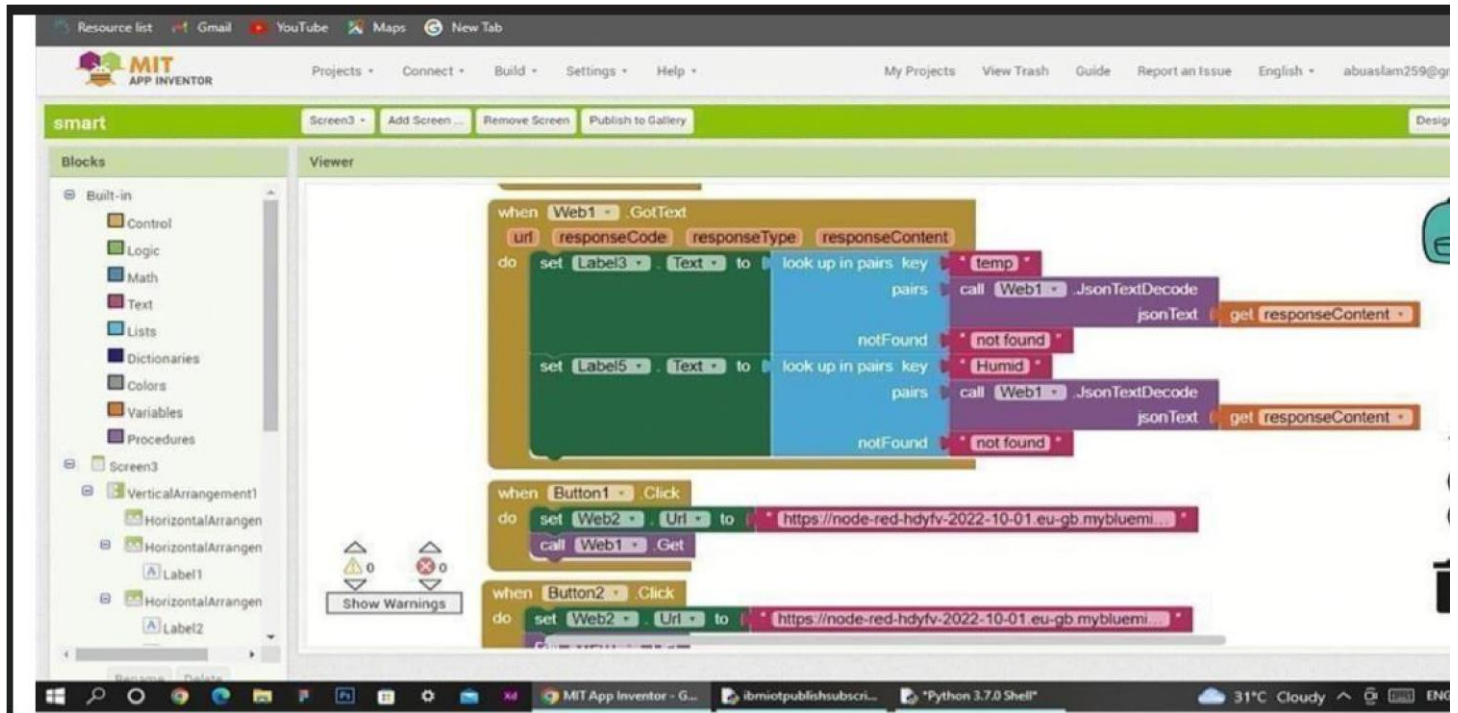 Resource list Gmail YouTube Maps New Tab
MIT
APP INVENTOR
Projects Connect Build Settings Help My Projects View Trash Guide Report an Issue English abuaslam259@gm
smart Screen3 Add Screen ... Remove Screen Publish to Gallery Design
Blocks Viewer
Built-in
Control
Logic
Math
Text
Lists
Dictionaries
Colors
Variables
Procedures
Screen3
VerticalArrangement1
HorizontalArrangen
HorizontalArrangen
Label1
HorizontalArrangen
Label2
Rename Delete
when Web1 .GotText
url responseCode responseType responseContent
do set Label3 . Text to look up in pairs key " temp "
pairs call Web1 .JsonTextDecode
jsonText get responseContent
notFound " not found "
set Label5 . Text to look up in pairs key " Humid "
pairs call Web1 .JsonTextDecode
jsonText get responseContent
notFound " not found "
when Button1 .Click
do set Web2 . Url to " https://node-red-hdyfv-2022-10-01.eu-gb.mybluemi... "
call Web1 .Get
when Button2 .Click
do set Web2 . Url to " https://node-red-hdyfv-2022-10-01.eu-gb.mybluemi... "
0 0
Show Warnings
MIT App Inventor - G... ibmiotpublishsubscri... *Python 3.7.0 Shell* 31°C Cloudy ENG